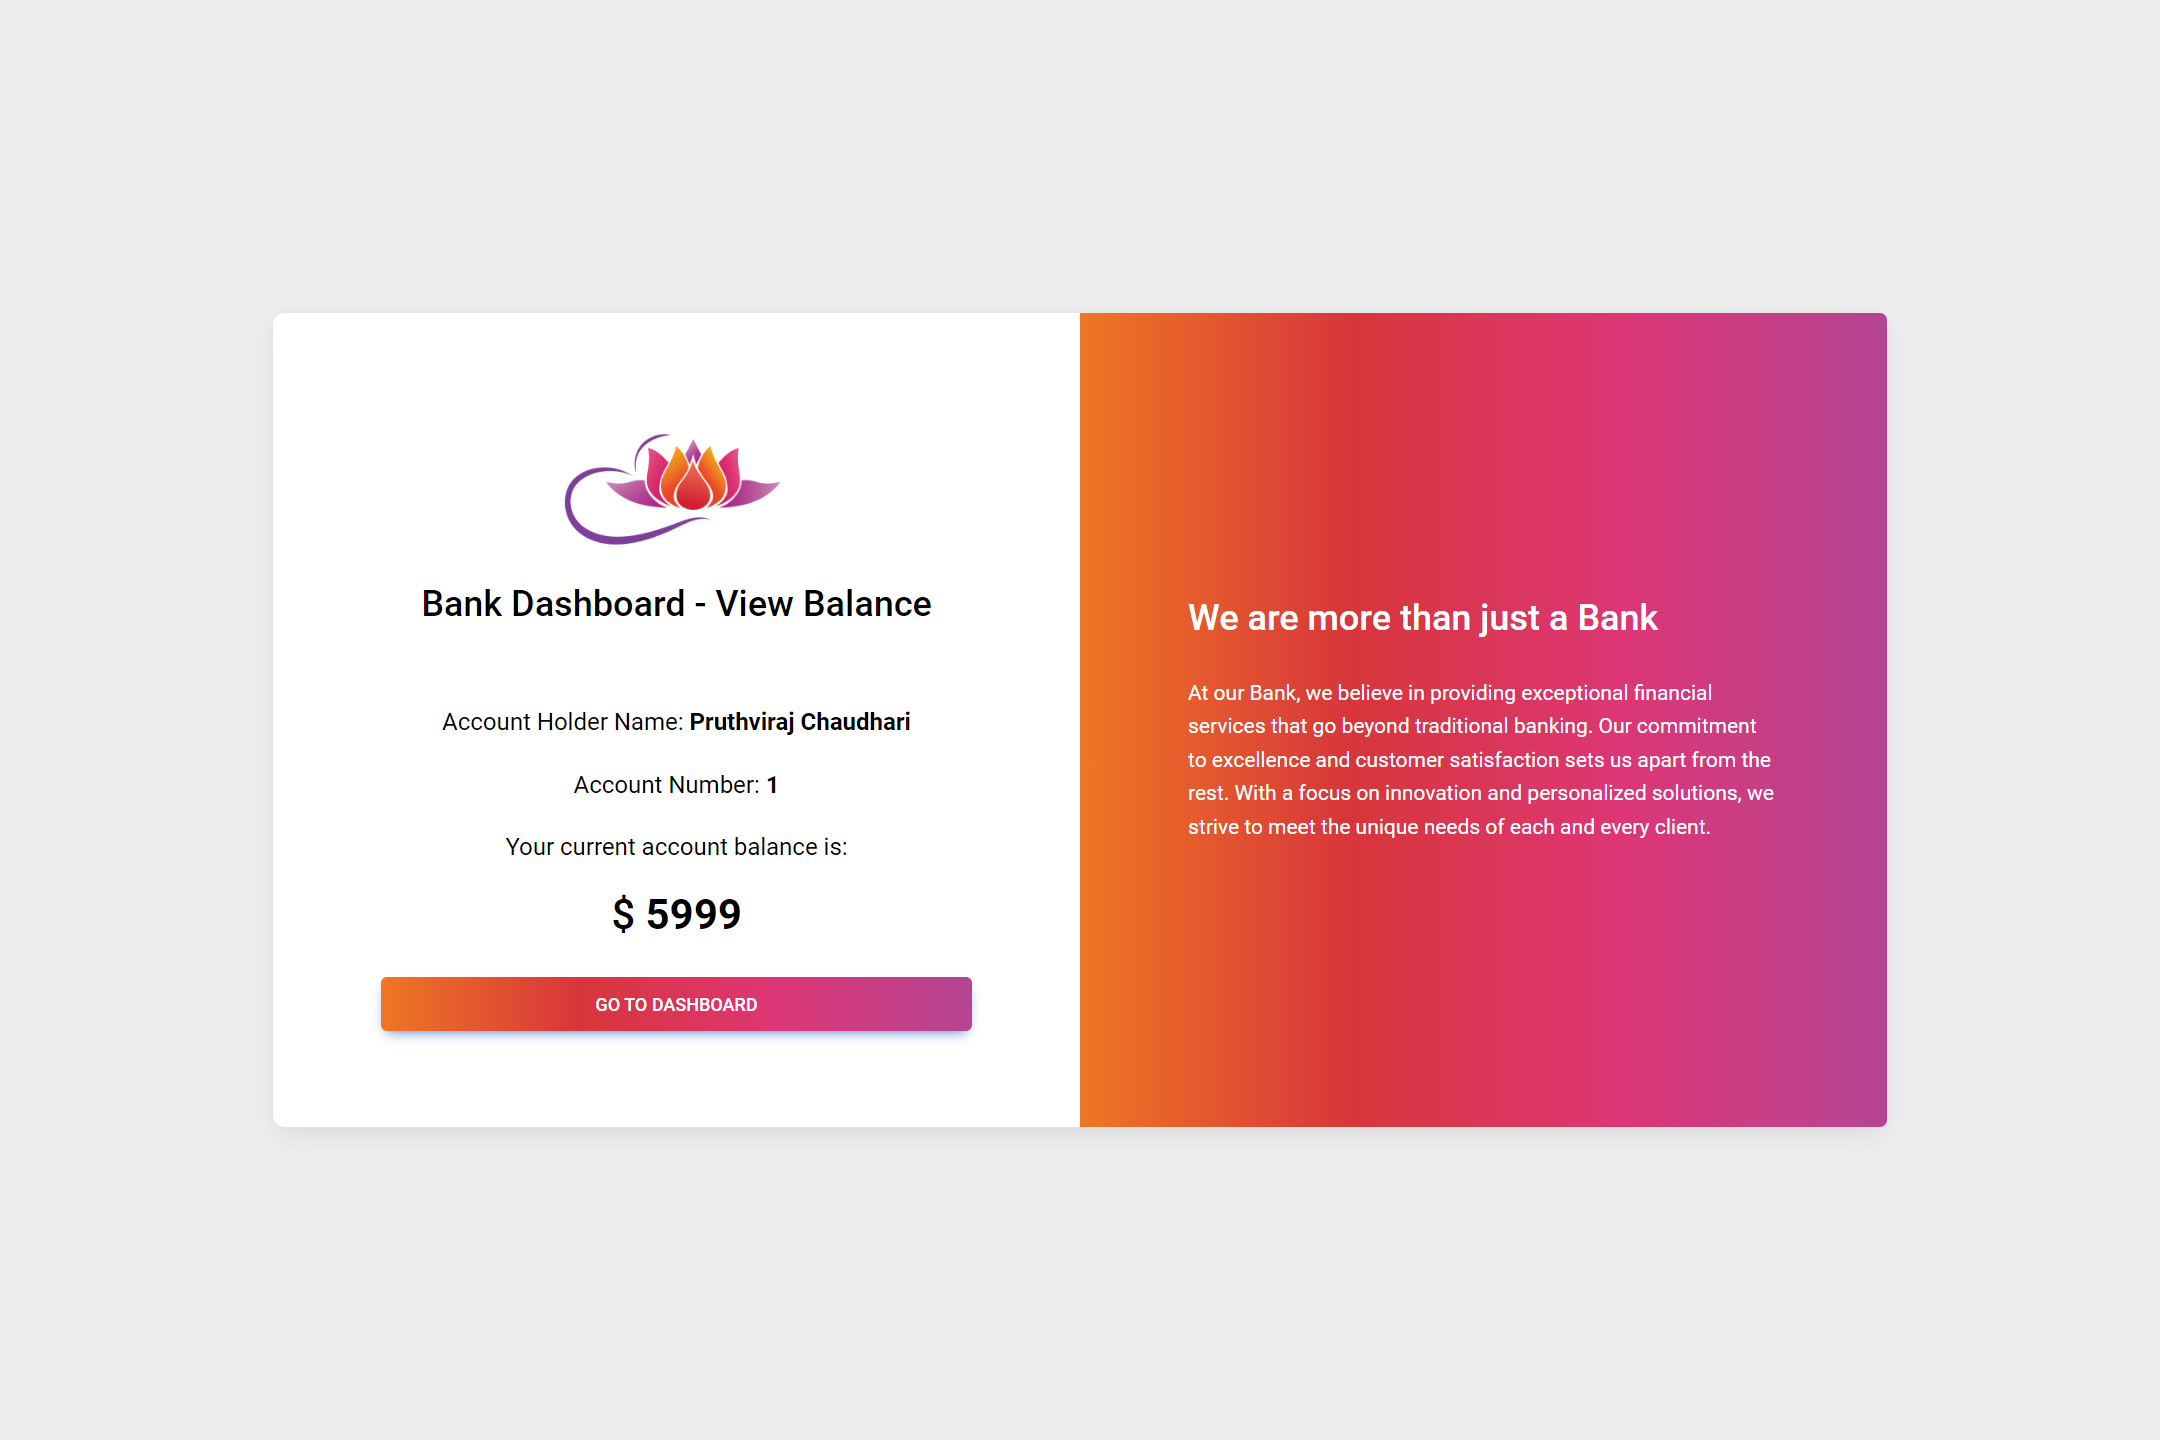 Bank Dashboard - View Balance
Account Holder Name: Pruthviraj Chaudhari
Account Number: 1
Your current account balance is:
$ 5999
GO TO DASHBOARD
We are more than just a Bank
At our Bank, we believe in providing exceptional financial
services that go beyond traditional banking. Our commitment
to excellence and customer satisfaction sets us apart from the
rest. With a focus on innovation and personalized solutions, we
strive to meet the unique needs of each and every client.